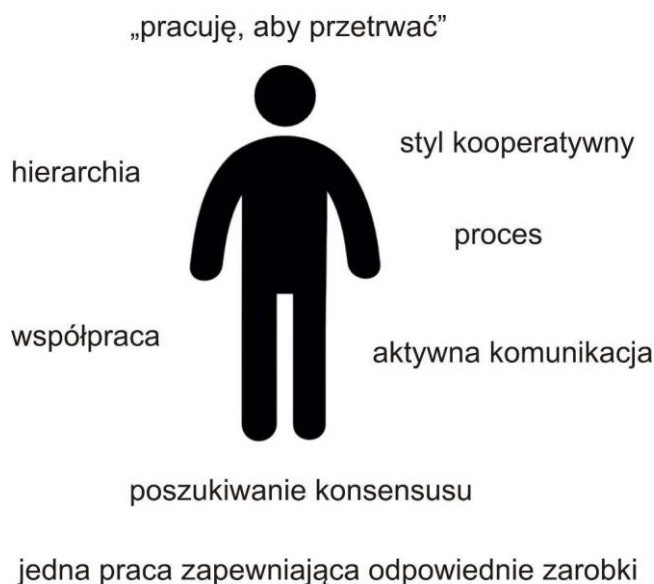 „pracuję, aby przetrwać”
styl kooperatywny
hierarchia
proces
współpraca
aktywna komunikacja
poszukiwanie konsensusu
jedna praca zapewniająca odpowiednie zarobki